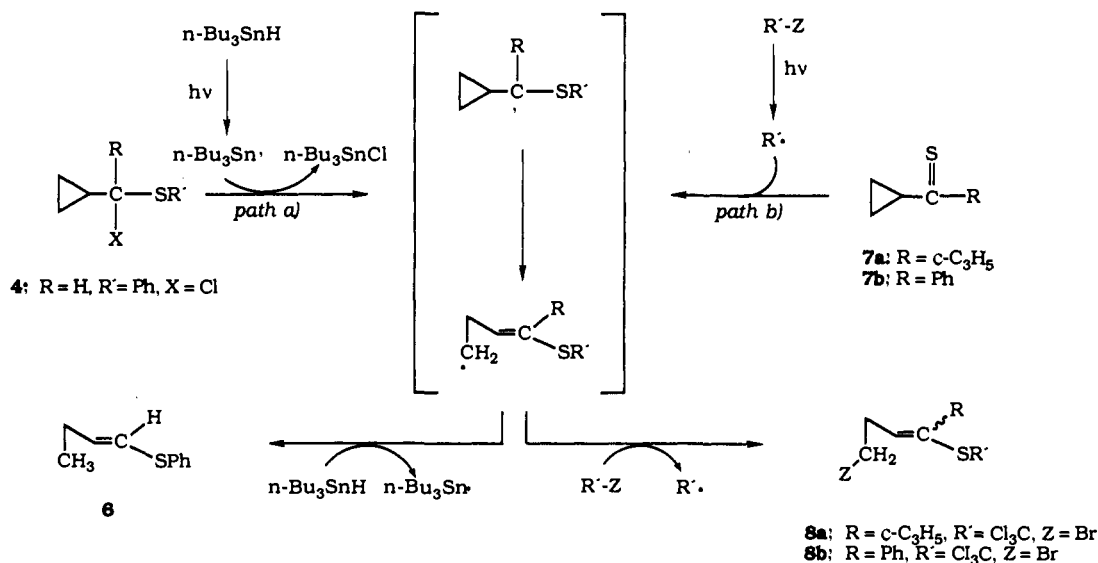 n-Bu₃SnH
hν
n-Bu₃Sn· n-Bu₃SnCl
R
C SR´
X
path a)
4: R = H, R´ = Ph, X = Cl
R
C SR´
·
R
C
CH₂ SR´
·
R´-Z
hν
R´·
path b)
S
C R
7a: R = c-C₃H₅
7b: R = Ph
H
C
CH₃ SPh
6
n-Bu₃SnH n-Bu₃Sn·
R´-Z R´·
R
C
CH₂ SR´
Z
8a: R = c-C₃H₅, R´ = Cl₃C, Z = Br
8b: R = Ph, R´ = Cl₃C, Z = Br